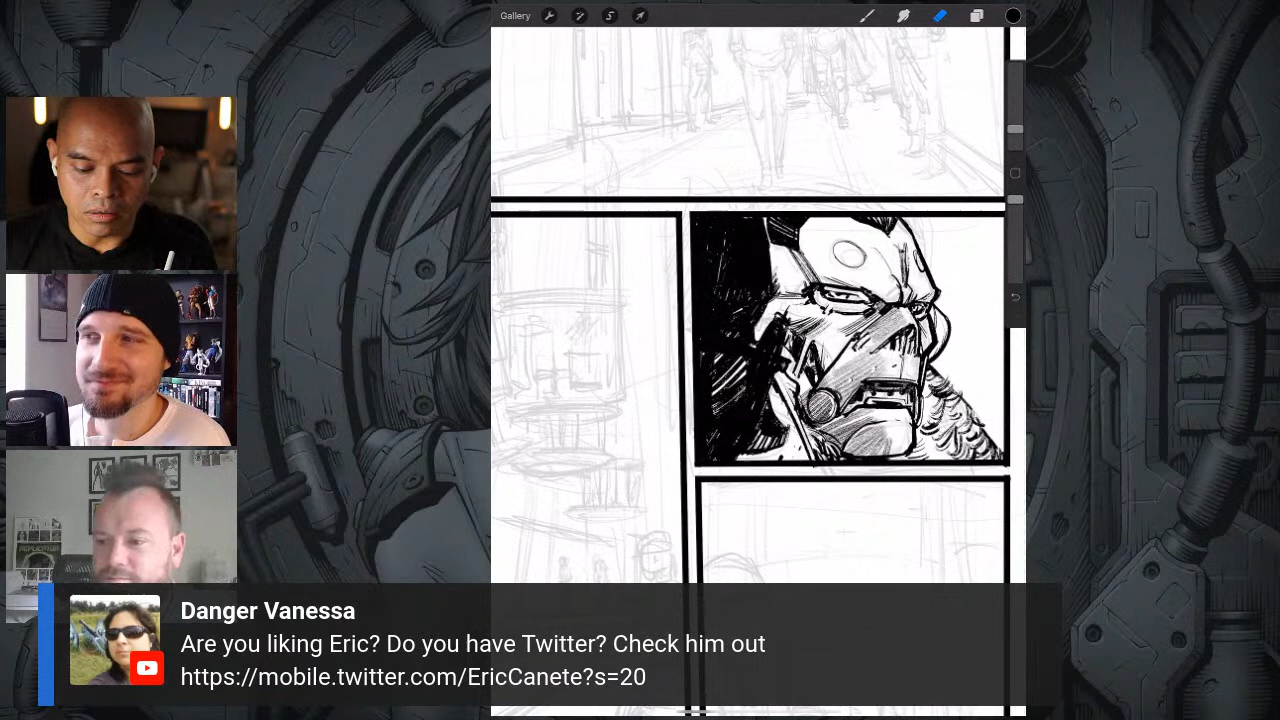 Gallery
REPLICATOR
Danger Vanessa
Are you liking Eric? Do you have Twitter? Check him out
https://mobile.twitter.com/EricCanete?s=20